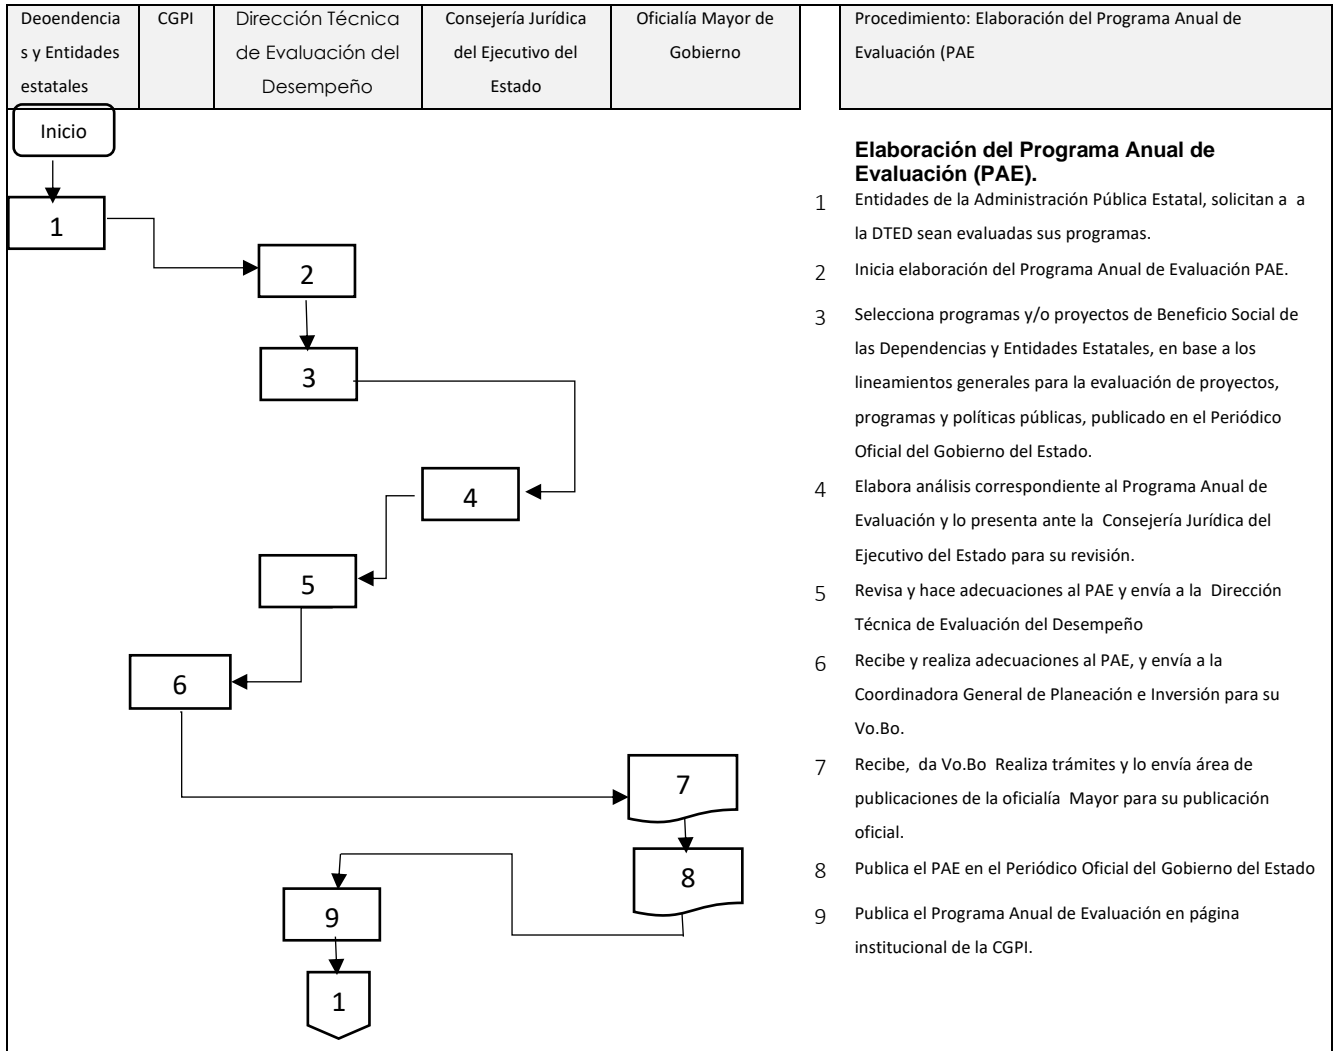 Deoendencia
s y Entidades
estatales
CGPI
Dirección Técnica
de Evaluación del
Desempeño
Consejería Jurídica
del Ejecutivo del
Estado
Oficialía Mayor de
Gobierno
Procedimiento: Elaboración del Programa Anual de
Evaluación (PAE
Inicio
1
2
3
4
5
6
7
8
9
1
Elaboración del Programa Anual de
Evaluación (PAE).
1 Entidades de la Administración Pública Estatal, solicitan a a
la DTED sean evaluadas sus programas.
2 Inicia elaboración del Programa Anual de Evaluación PAE.
3 Selecciona programas y/o proyectos de Beneficio Social de
las Dependencias y Entidades Estatales, en base a los
lineamientos generales para la evaluación de proyectos,
programas y políticas públicas, publicado en el Periódico
Oficial del Gobierno del Estado.
4 Elabora análisis correspondiente al Programa Anual de
Evaluación y lo presenta ante la Consejería Jurídica del
Ejecutivo del Estado para su revisión.
5 Revisa y hace adecuaciones al PAE y envía a la Dirección
Técnica de Evaluación del Desempeño
6 Recibe y realiza adecuaciones al PAE, y envía a la
Coordinadora General de Planeación e Inversión para su
Vo.Bo.
7 Recibe, da Vo.Bo Realiza trámites y lo envía área de
publicaciones de la oficialía Mayor para su publicación
oficial.
8 Publica el PAE en el Periódico Oficial del Gobierno del Estado
9 Publica el Programa Anual de Evaluación en página
institucional de la CGPI.